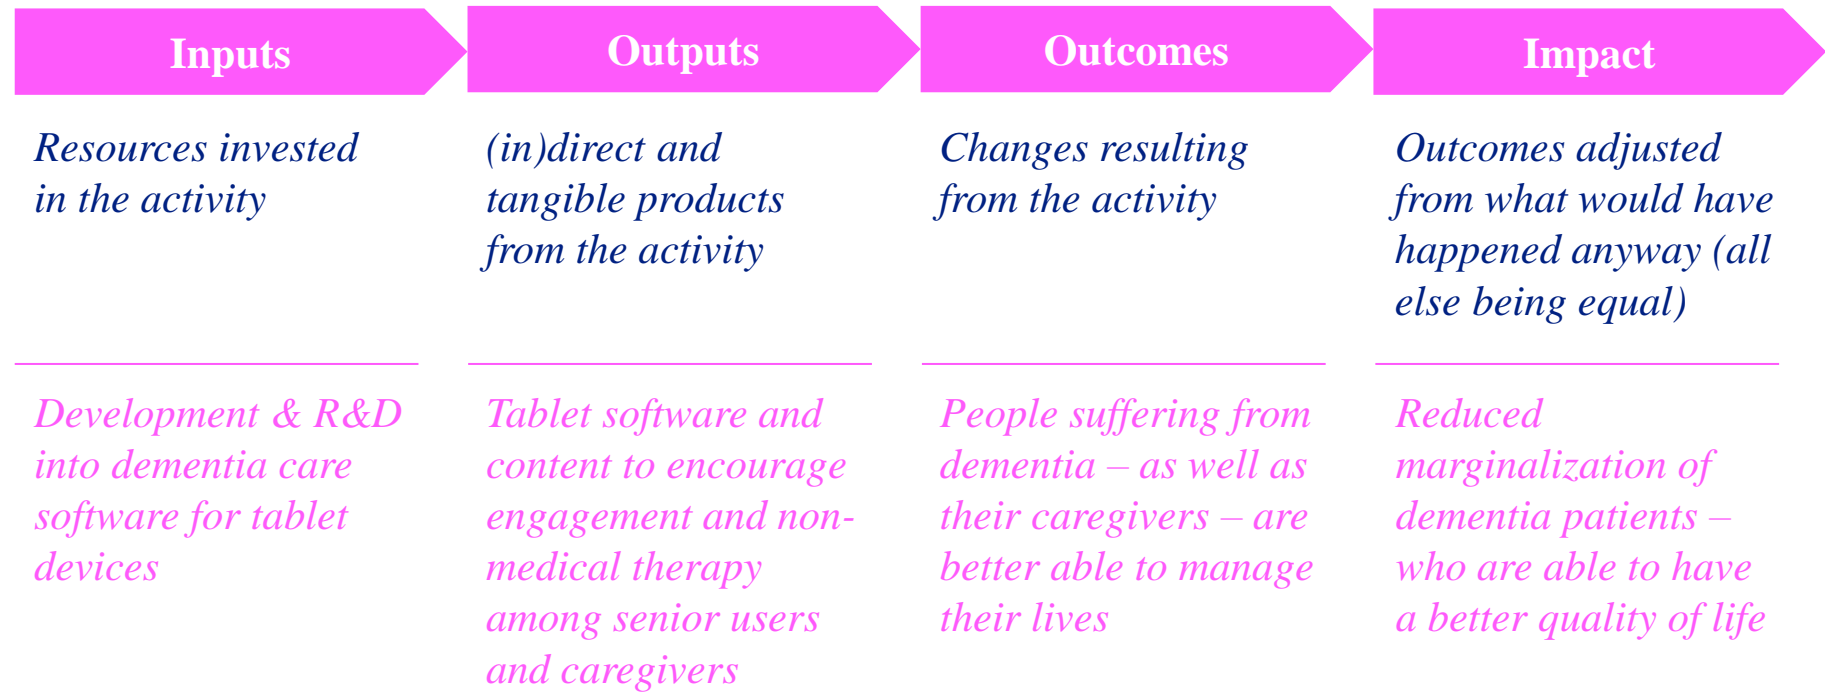 Inputs
Outputs
Outcomes
Impact
Resources invested
in the activity
(in)direct and
tangible products
from the activity
Changes resulting
from the activity
Outcomes adjusted
from what would have
happened anyway (all
else being equal)
Development & R&D
into dementia care
software for tablet
devices
Tablet software and
content to encourage
engagement and non-
medical therapy
among senior users
and caregivers
People suffering from
dementia – as well as
their caregivers – are
better able to manage
their lives
Reduced
marginalization of
dementia patients –
who are able to have
a better quality of life